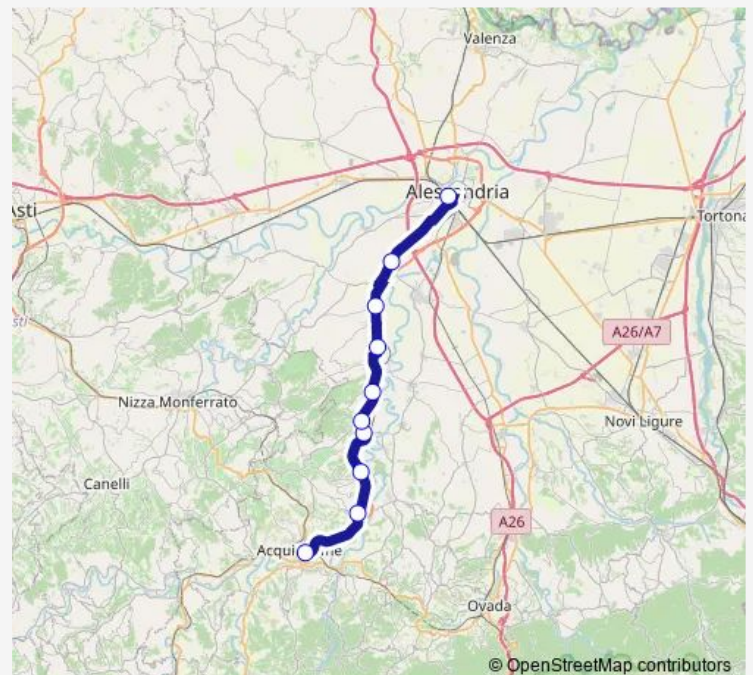 Valenza
Alessandria
Asti
Tortona
A26/A7
Nizza Monferrato
Novi Ligure
Canelli
A26
Ovada
© OpenStreetMap contributors